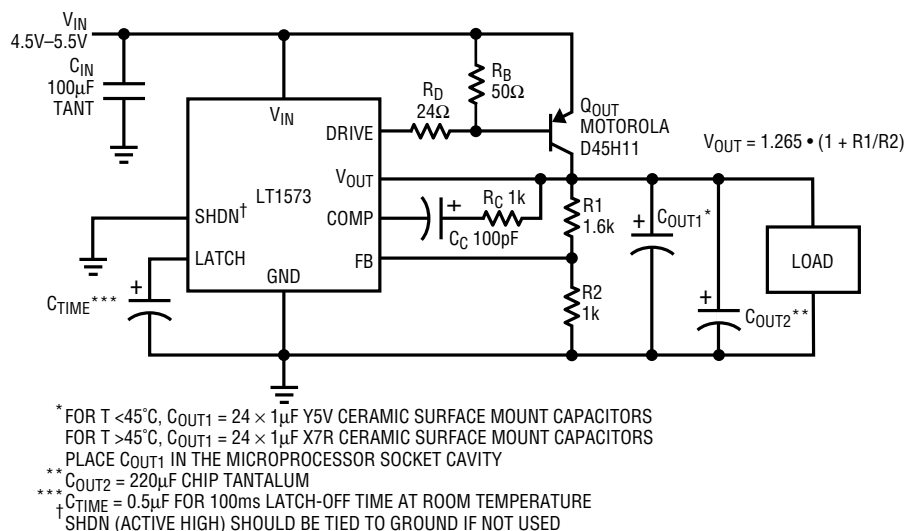 VIN
4.5V–5.5V
CIN
100µF
TANT
VIN
RD
24Ω
RB
50Ω
QOUT
MOTOROLA
D45H11
VOUT = 1.265 • (1 + R1/R2)
DRIVE
VOUT
LT1573
COMP
FB
SHDN†
LATCH
GND
+
RC 1k
CC 100pF
R1
1.6k
R2
1k
+
COUT1*
+
COUT2**
LOAD
+
CTIME***
*FOR T <45°C, COUT1 = 24 × 1µF Y5V CERAMIC SURFACE MOUNT CAPACITORS
FOR T >45°C, COUT1 = 24 × 1µF X7R CERAMIC SURFACE MOUNT CAPACITORS
PLACE COUT1 IN THE MICROPROCESSOR SOCKET CAVITY
**COUT2 = 220µF CHIP TANTALUM
***CTIME = 0.5µF FOR 100ms LATCH-OFF TIME AT ROOM TEMPERATURE
†SHDN (ACTIVE HIGH) SHOULD BE TIED TO GROUND IF NOT USED